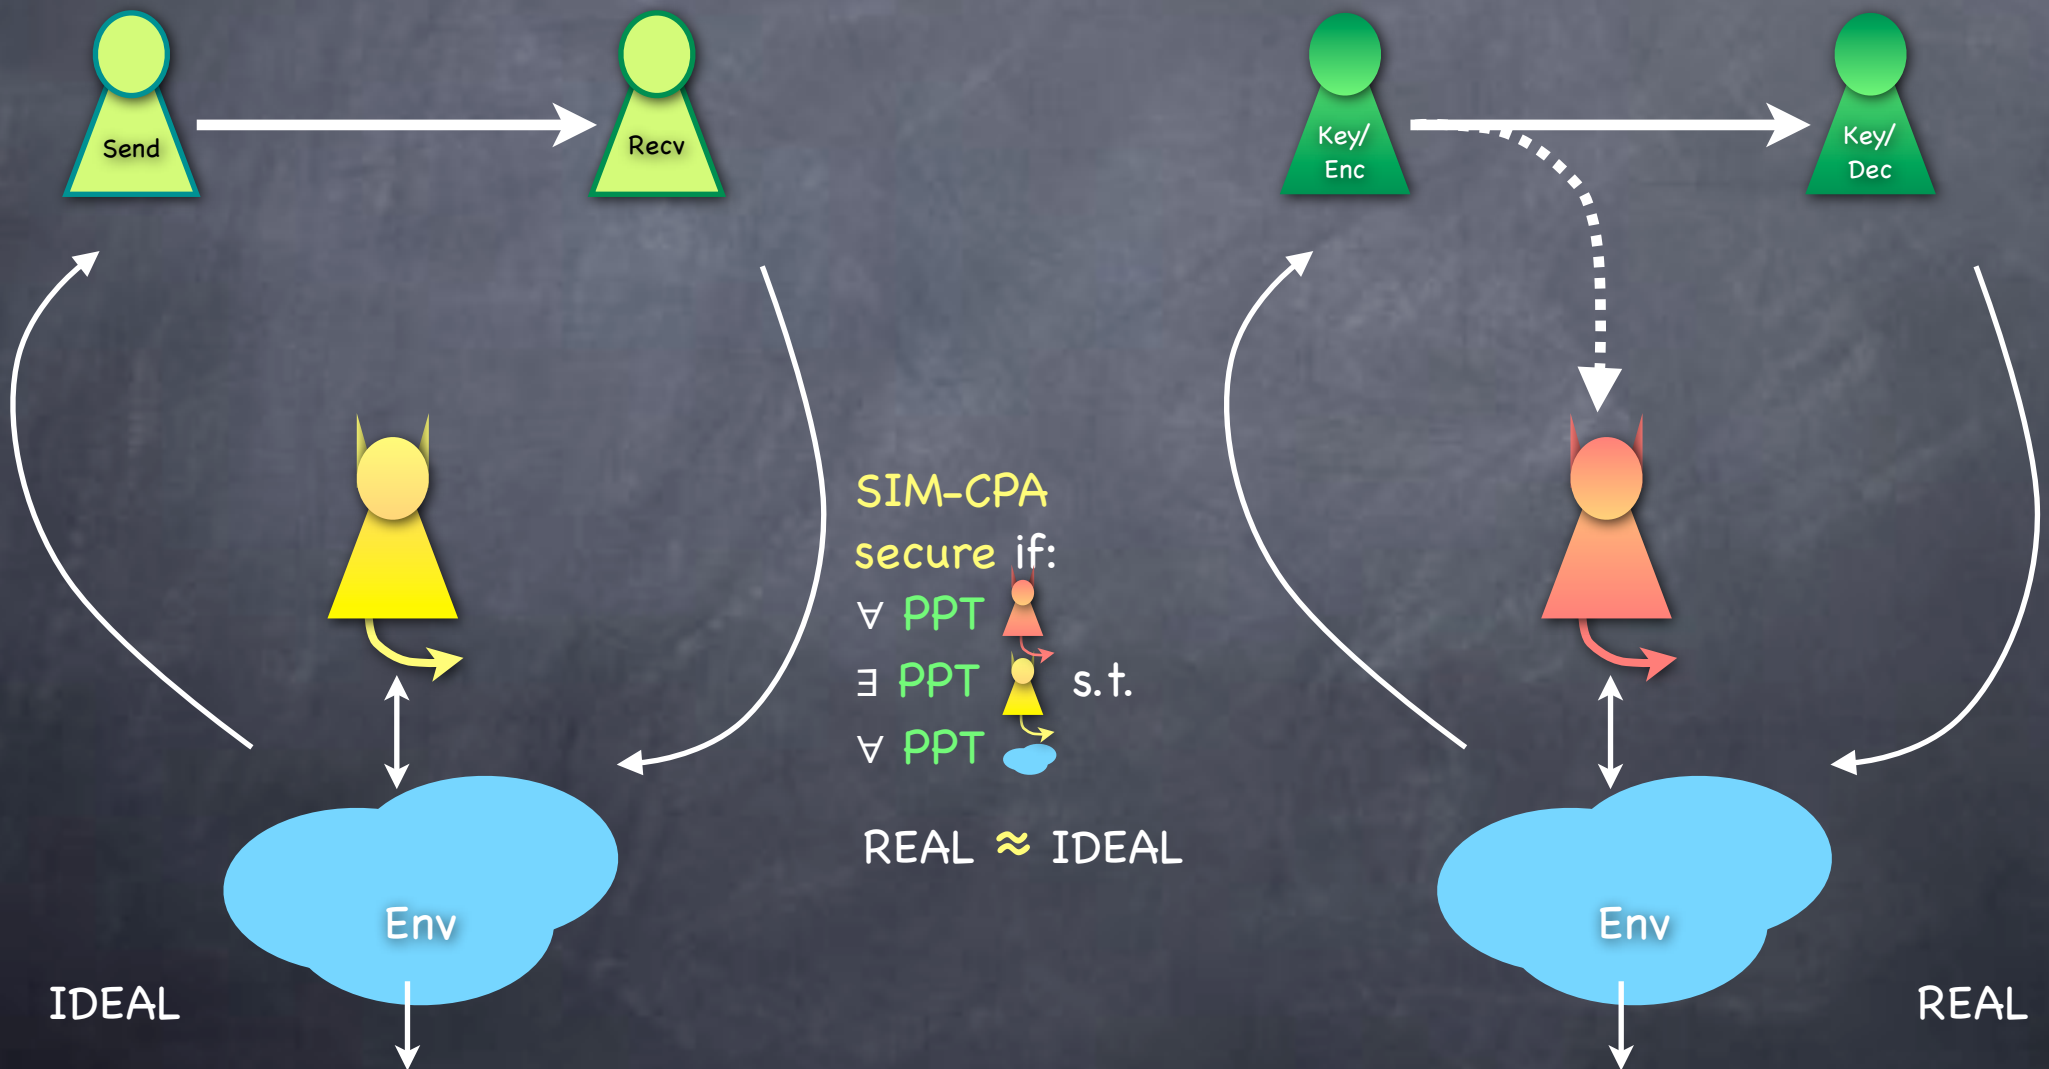 Send
Recv
Key/
Enc
Key/
Dec
SIM-CPA
secure if:
∀ PPT
∃ PPT s.t.
∀ PPT
REAL ≈ IDEAL
Env
Env
IDEAL
REAL